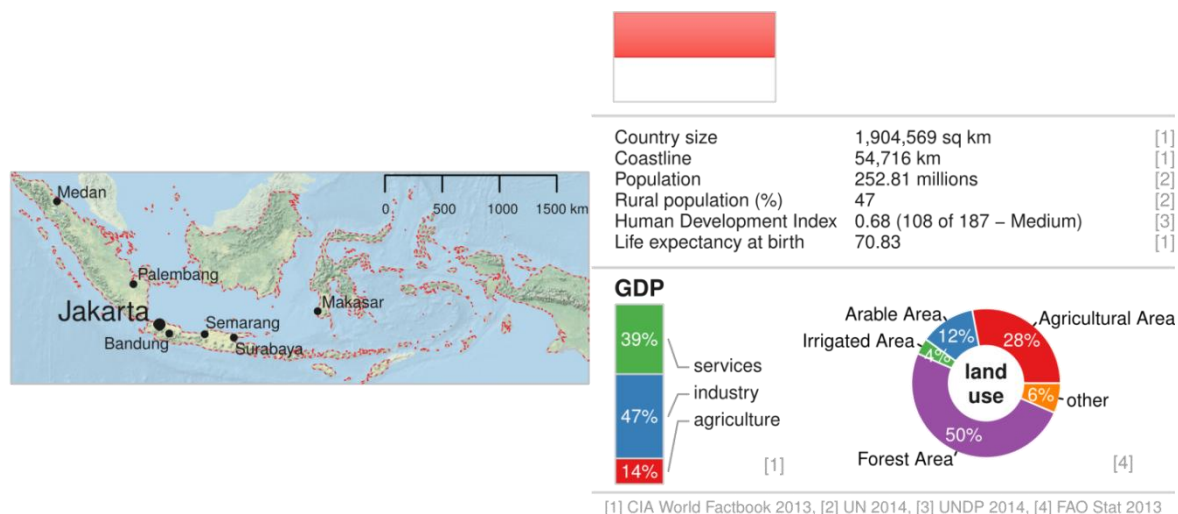 Medan
0 500 1000 1500 km
Palembang
Jakarta
Makasar
Semarang
Bandung
Surabaya
Country size 1,904,569 sq km [1]
Coastline 54,716 km [1]
Population 252.81 millions [2]
Rural population (%) 47 [2]
Human Development Index 0.68 (108 of 187 – Medium) [3]
Life expectancy at birth 70.83 [1]
GDP
39%
services
47%
industry
agriculture
14%
[1]
Arable Area
12%
Agricultural Area
28%
Irrigated Area
land
use
6%
other
50%
Forest Area
[4]
[1] CIA World Factbook 2013, [2] UN 2014, [3] UNDP 2014, [4] FAO Stat 2013